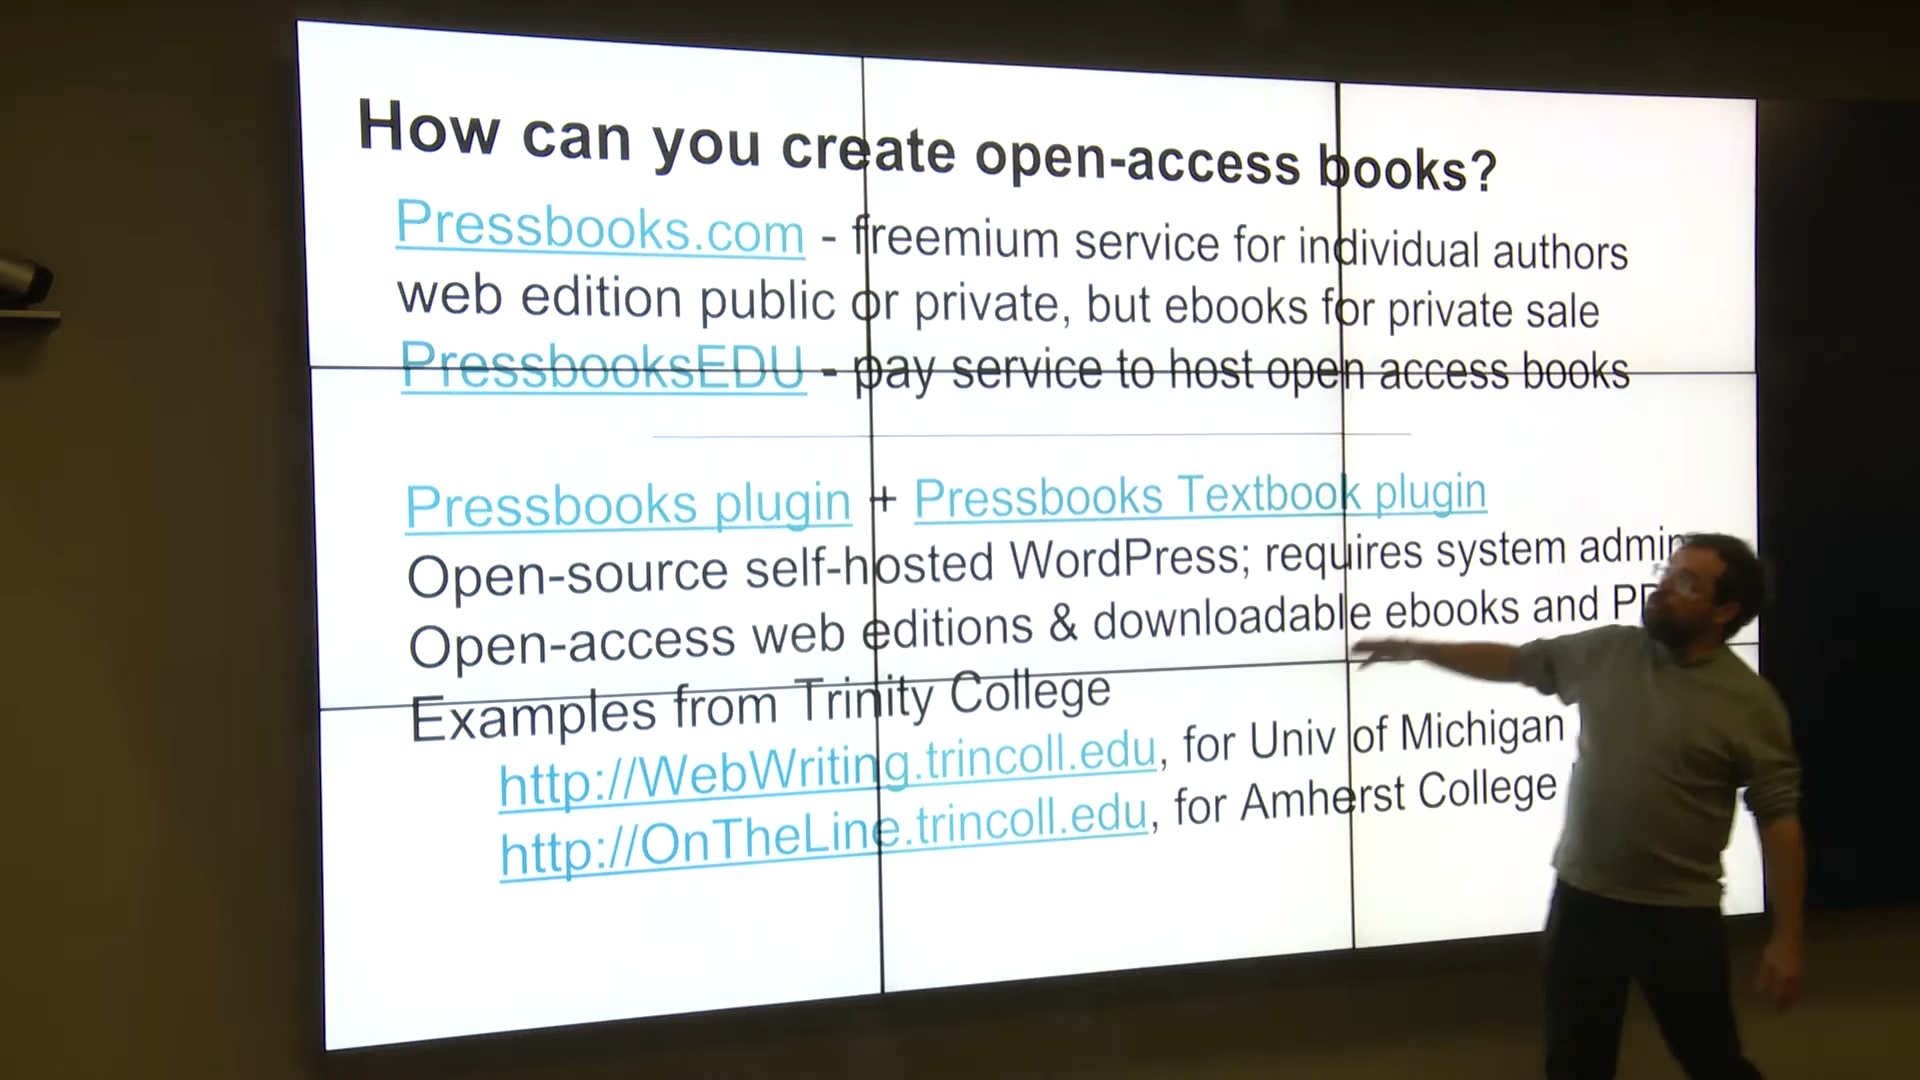 How can you create open-access books?
Pressbooks.com - freemium service for individual authors
web edition public or private, but ebooks for private sale
PressbooksEDU - pay service to host open access books
Pressbooks plugin + Pressbooks Textbook plugin
Open-source self-hosted WordPress; requires system
Open-access web editions & downloadable ebooks and
Examples from Trinity College
http://WebWriting.trincoll.edu, for Univ of Michigan
http://OnTheLine.trincoll.edu, for Amherst College